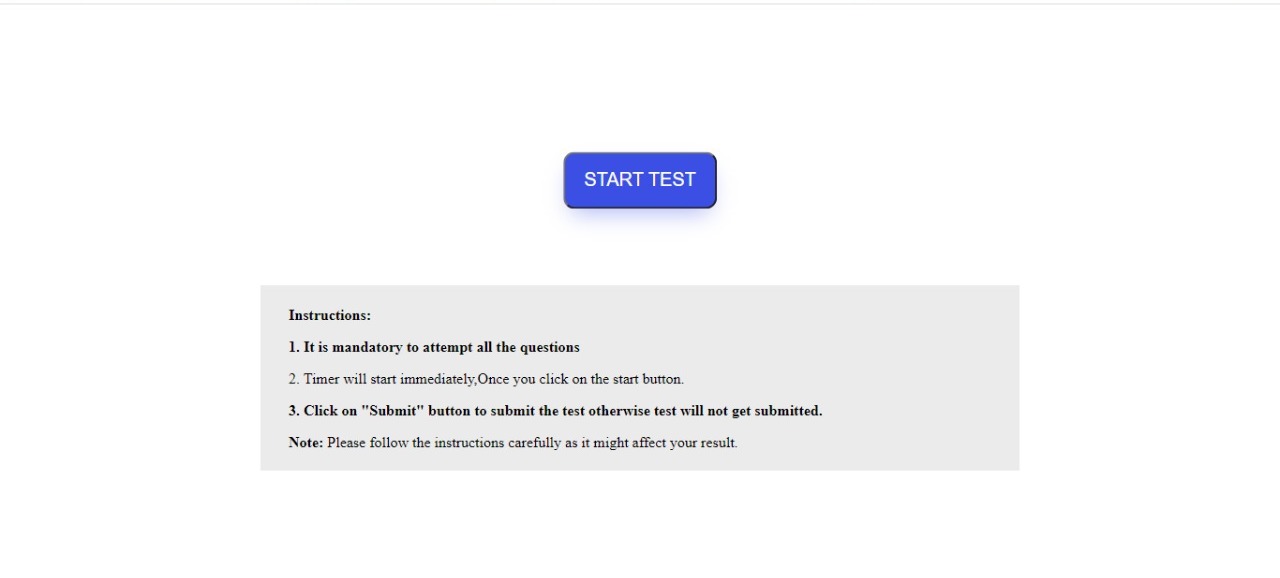 START TEST
Instructions:
1. It is mandatory to attempt all the questions
2. Timer will start immediately,Once you click on the start button.
3. Click on "Submit" button to submit the test otherwise test will not get submitted.
Note: Please follow the instructions carefully as it might affect your result.